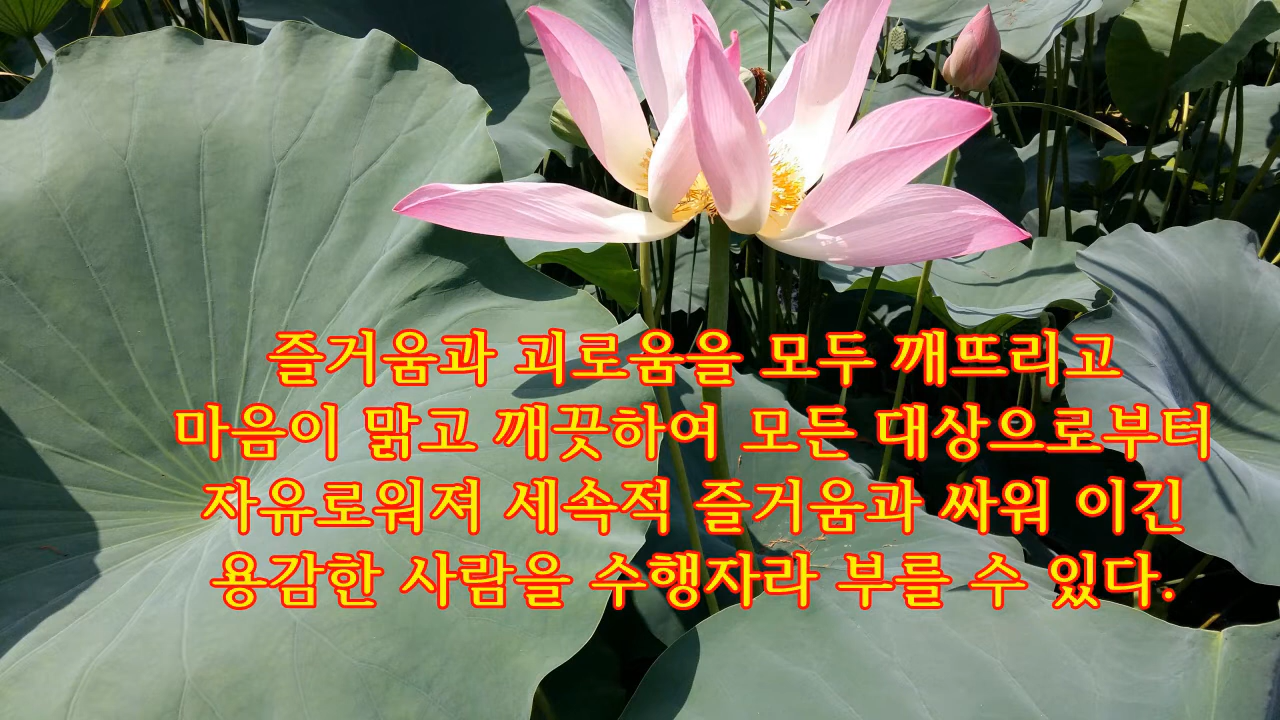 즐거움과 괴로움을 모두 깨뜨리고
마음이 맑고 깨끗하여 모든 대상으로부터
자유로워져 세속적 즐거움과 싸워 이긴
용감한 사람을 수행자라 부를 수 있다.